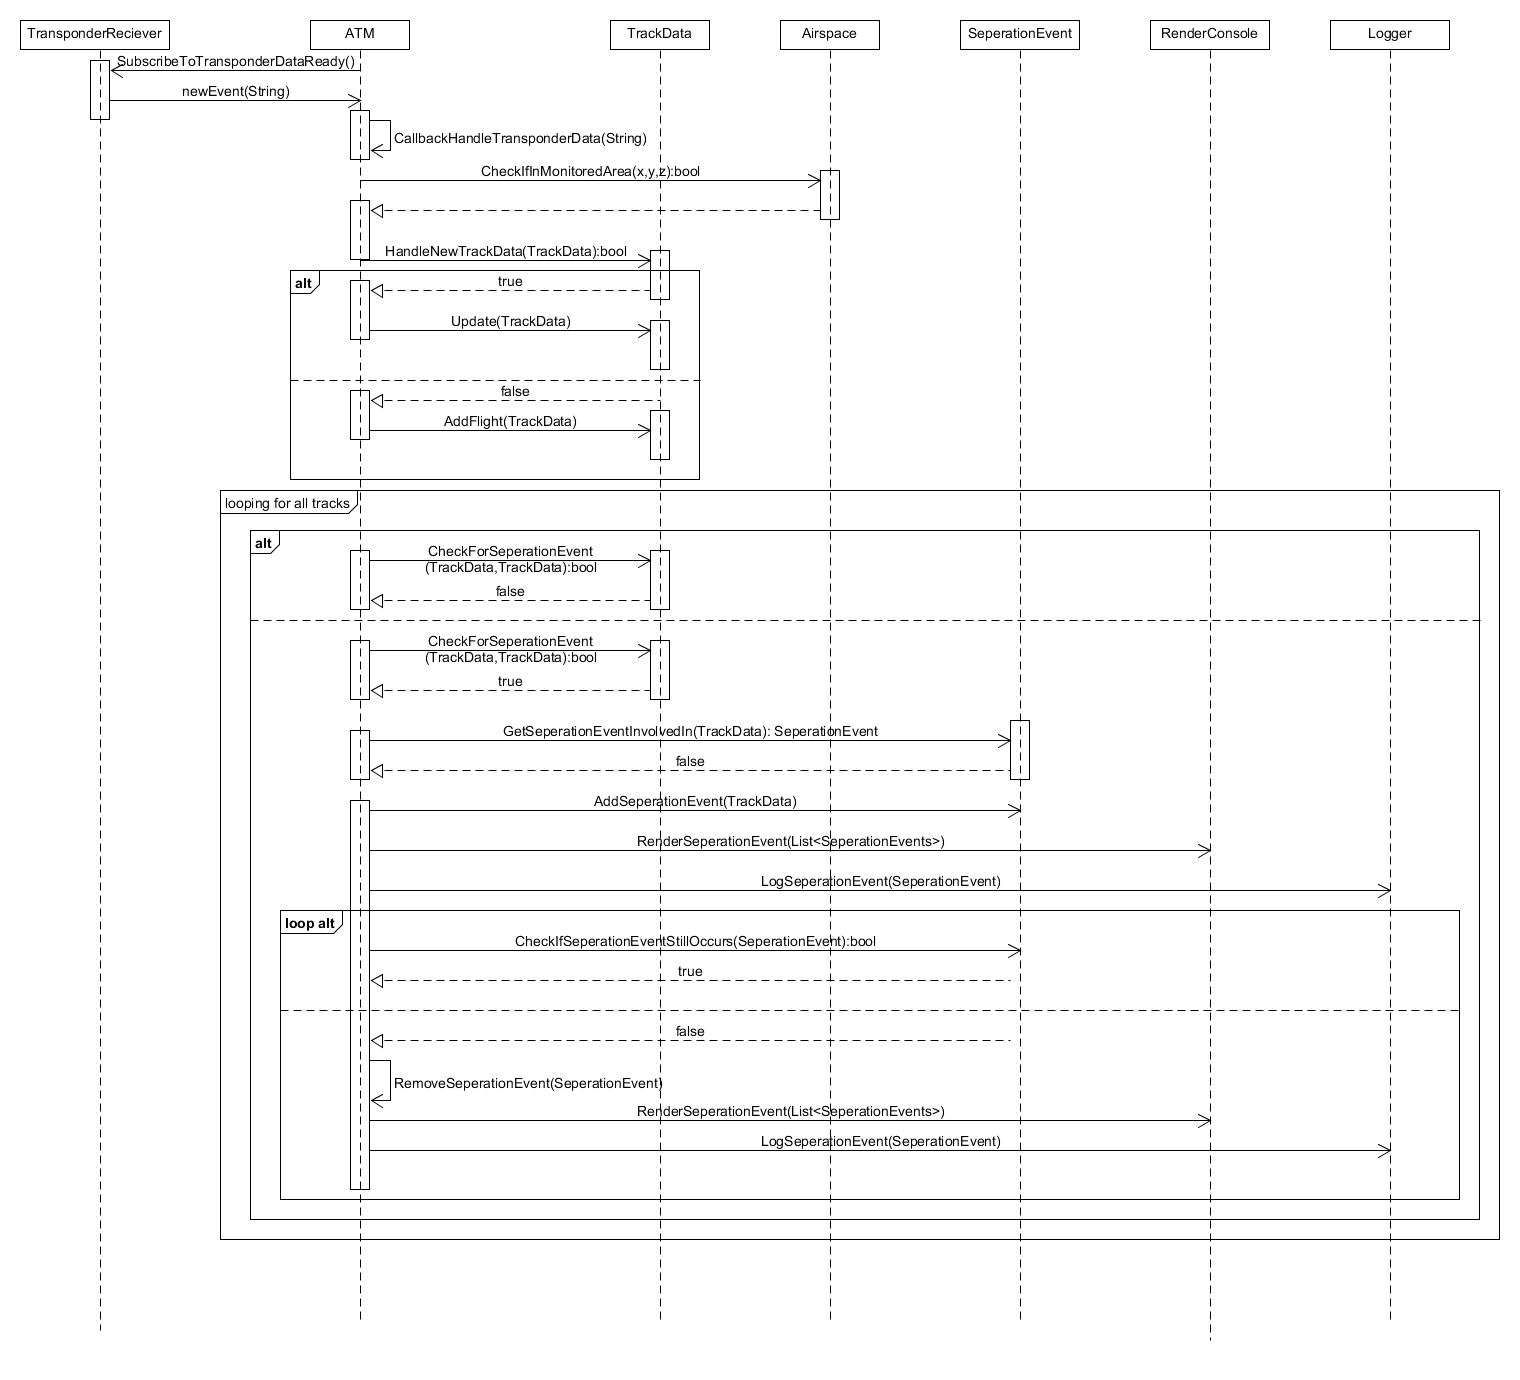 TransponderReciever
ATM
TrackData
Airspace
SeperationEvent
RenderConsole
Logger
SubscribeToTransponderDataReady()
newEvent(String)
CallbackHandleTransponderData(String)
CheckIfInMonitoredArea(x,y,z):bool
HandleNewTrackData(TrackData):bool
alt
true
Update(TrackData)
false
AddFlight(TrackData)
looping for all tracks
alt
CheckForSeperationEvent
(TrackData,TrackData):bool
false
CheckForSeperationEvent
(TrackData,TrackData):bool
true
GetSeperationEventInvolvedIn(TrackData): SeperationEvent
false
AddSeperationEvent(TrackData)
RenderSeperationEvent(List<SeperationEvents>)
LogSeperationEvent(SeperationEvent)
loop alt
CheckIfSeperationEventStillOccurs(SeperationEvent):bool
true
false
RemoveSeperationEvent(SeperationEvent)
RenderSeperationEvent(List<SeperationEvents>)
LogSeperationEvent(SeperationEvent)